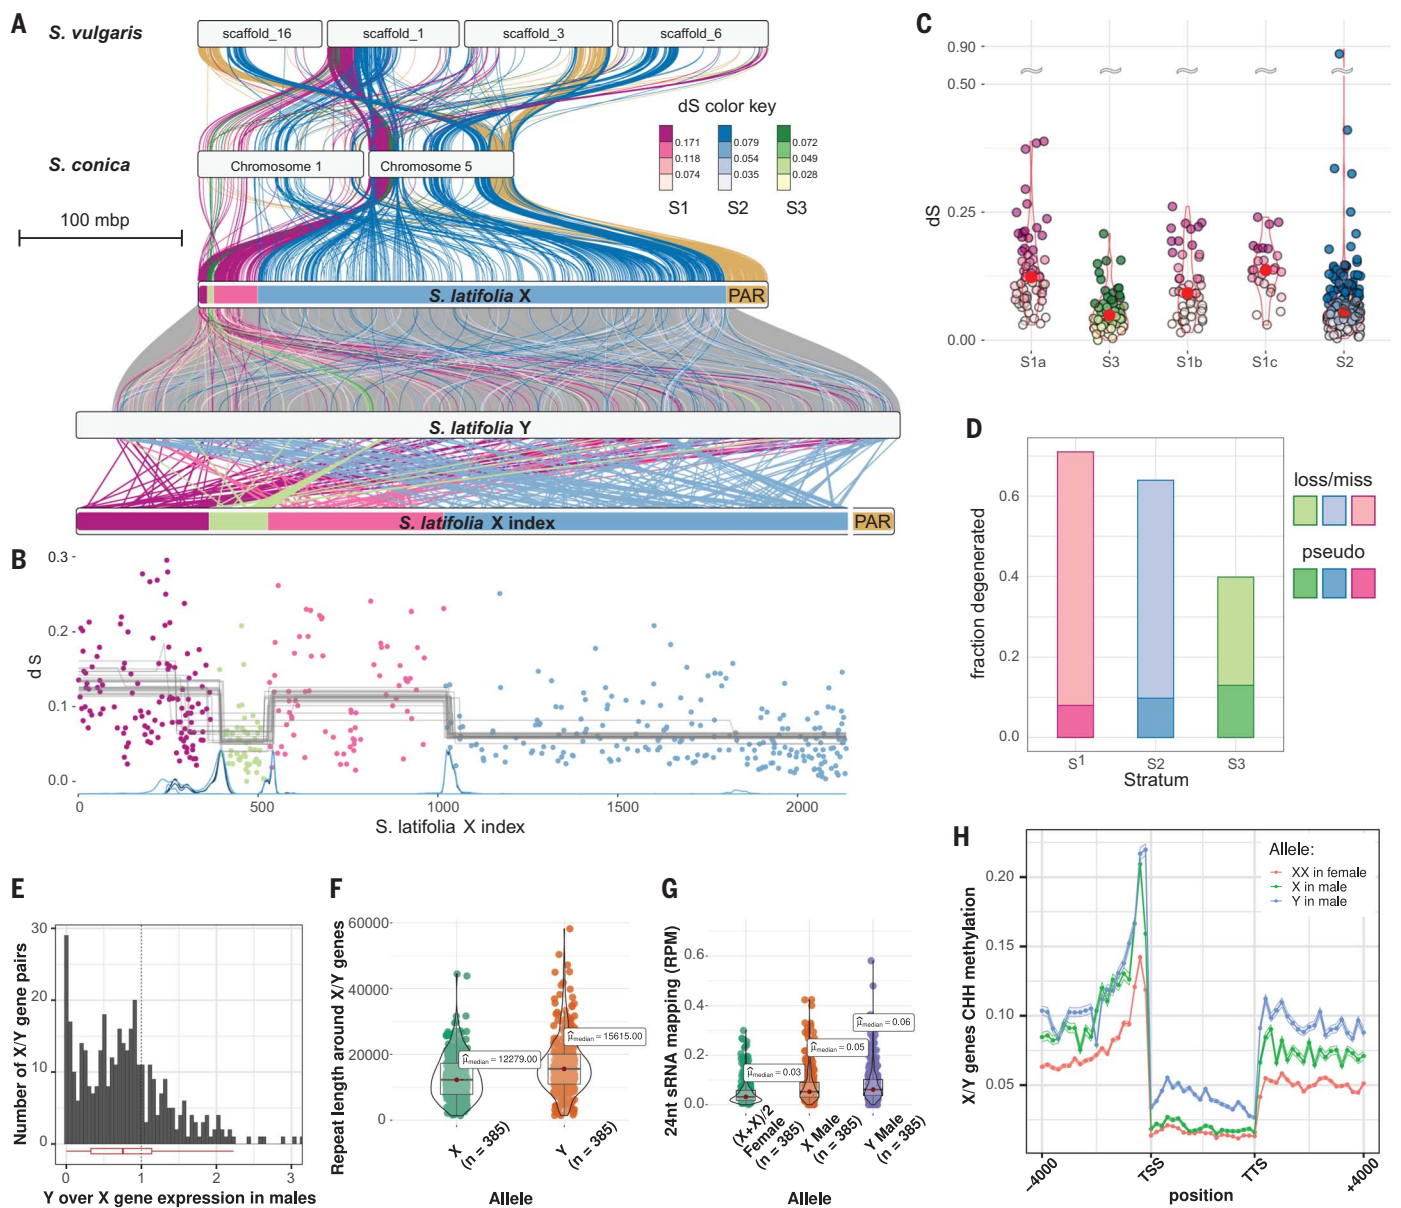 A
S. vulgaris
scaffold_16
scaffold_1
scaffold_3
scaffold_6
dS color key
0.171
0.118
0.074
0.079
0.054
0.035
0.072
0.049
0.028
S1
S2
S3
S. conica
Chromosome 1
Chromosome 5
100 mbp
S. latifolia X
PAR
S. latifolia Y
S. latifolia X index
PAR
B
0.3
0.2
0.1
0.0
dS
0
500
1000
1500
2000
S. latifolia X index
C
0.90
0.50
0.25
0.00
dS
S1a
S3
S1b
S1c
S2
D
0.6
0.4
0.2
0.0
fraction degenerated
S1
S2
S3
Stratum
loss/miss
pseudo
E
30
20
10
0
Number of X/Y gene pairs
0
1
2
3
Y over X gene expression in males
F
60000
40000
20000
0
Repeat length around X/Y genes
μ̂median = 12279.00
μ̂median = 15615.00
X
(n = 385)
Y
(n = 385)
Allele
G
0.6
0.4
0.2
0.0
24nt sRNA mapping (RPM)
μ̂median = 0.03
μ̂median = 0.05
μ̂median = 0.06
(X+X)/2
Female
(n = 385)
X Male
(n = 385)
Y Male
(n = 385)
Allele
H
0.20
0.15
0.10
0.05
X/Y genes CHH methylation
Allele:
XX in female
X in male
Y in male
−4000
TSS
TTS
+4000
position